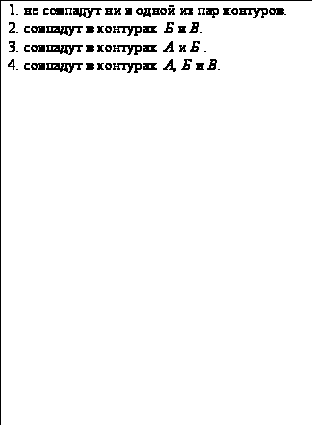 1. не совпадут ни в одной из пар контуров.
2. совпадут в контурах Б и В.
3. совпадут в контурах А и Б .
4. совпадут в контурах А, Б и В.